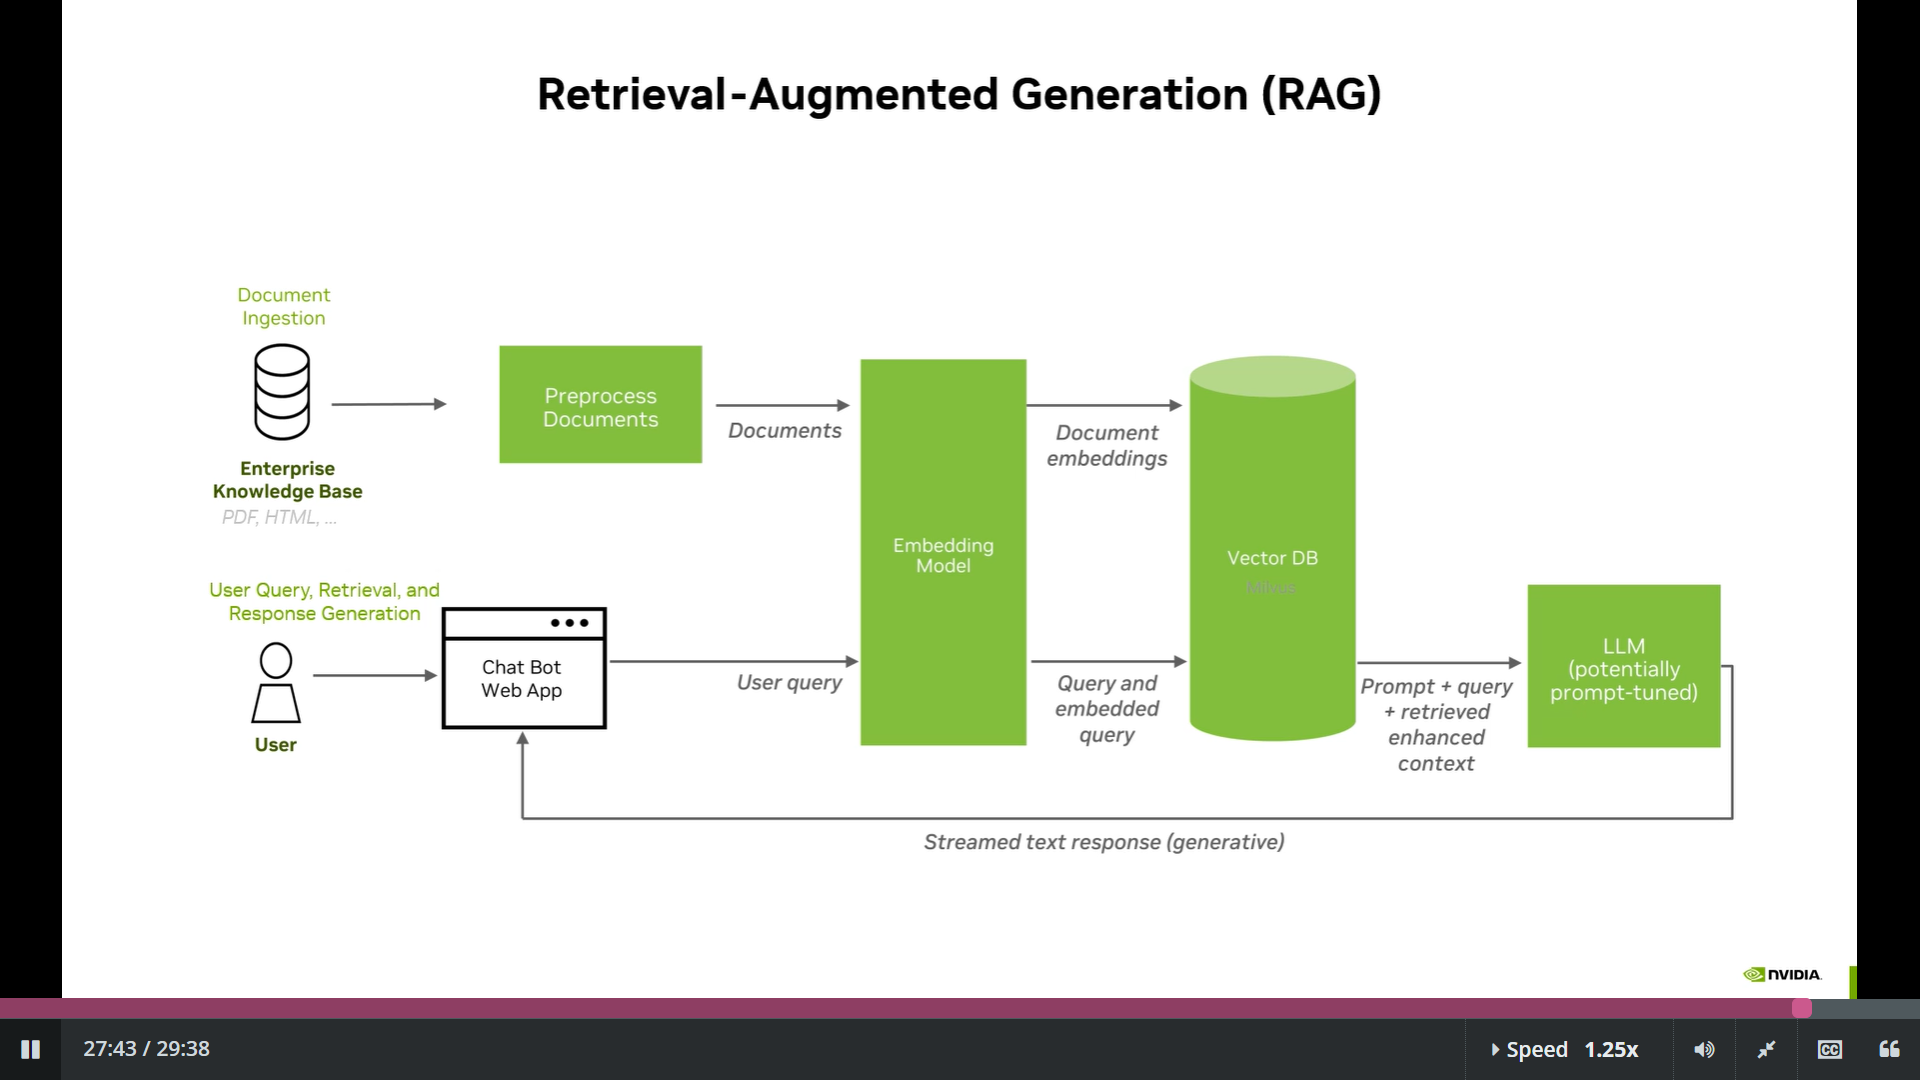 Retrieval-Augmented Generation (RAG)
Document
Ingestion
Enterprise
Knowledge Base
PDF, HTML, ...
Preprocess
Documents
Documents
Embedding
Model
Document
embeddings
Vector DB
Milvus
User Query, Retrieval, and
Response Generation
User
Chat Bot
Web App
User query
Query and
embedded
query
Prompt + query
+ retrieved
enhanced
context
LLM
(potentially
prompt-tuned)
Streamed text response (generative)
NVIDIA.
27:43 / 29:38
Speed 1.25x
CC